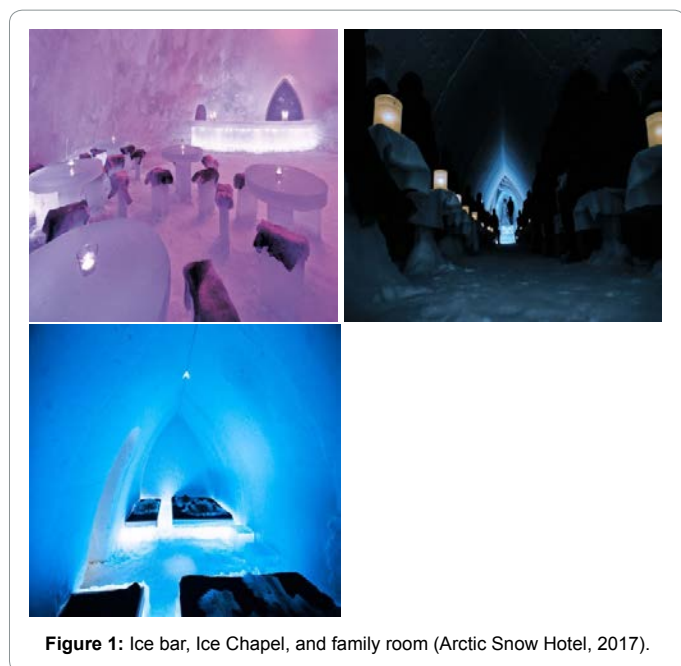 Figure 1: Ice bar, Ice Chapel, and family room (Arctic Snow Hotel, 2017).